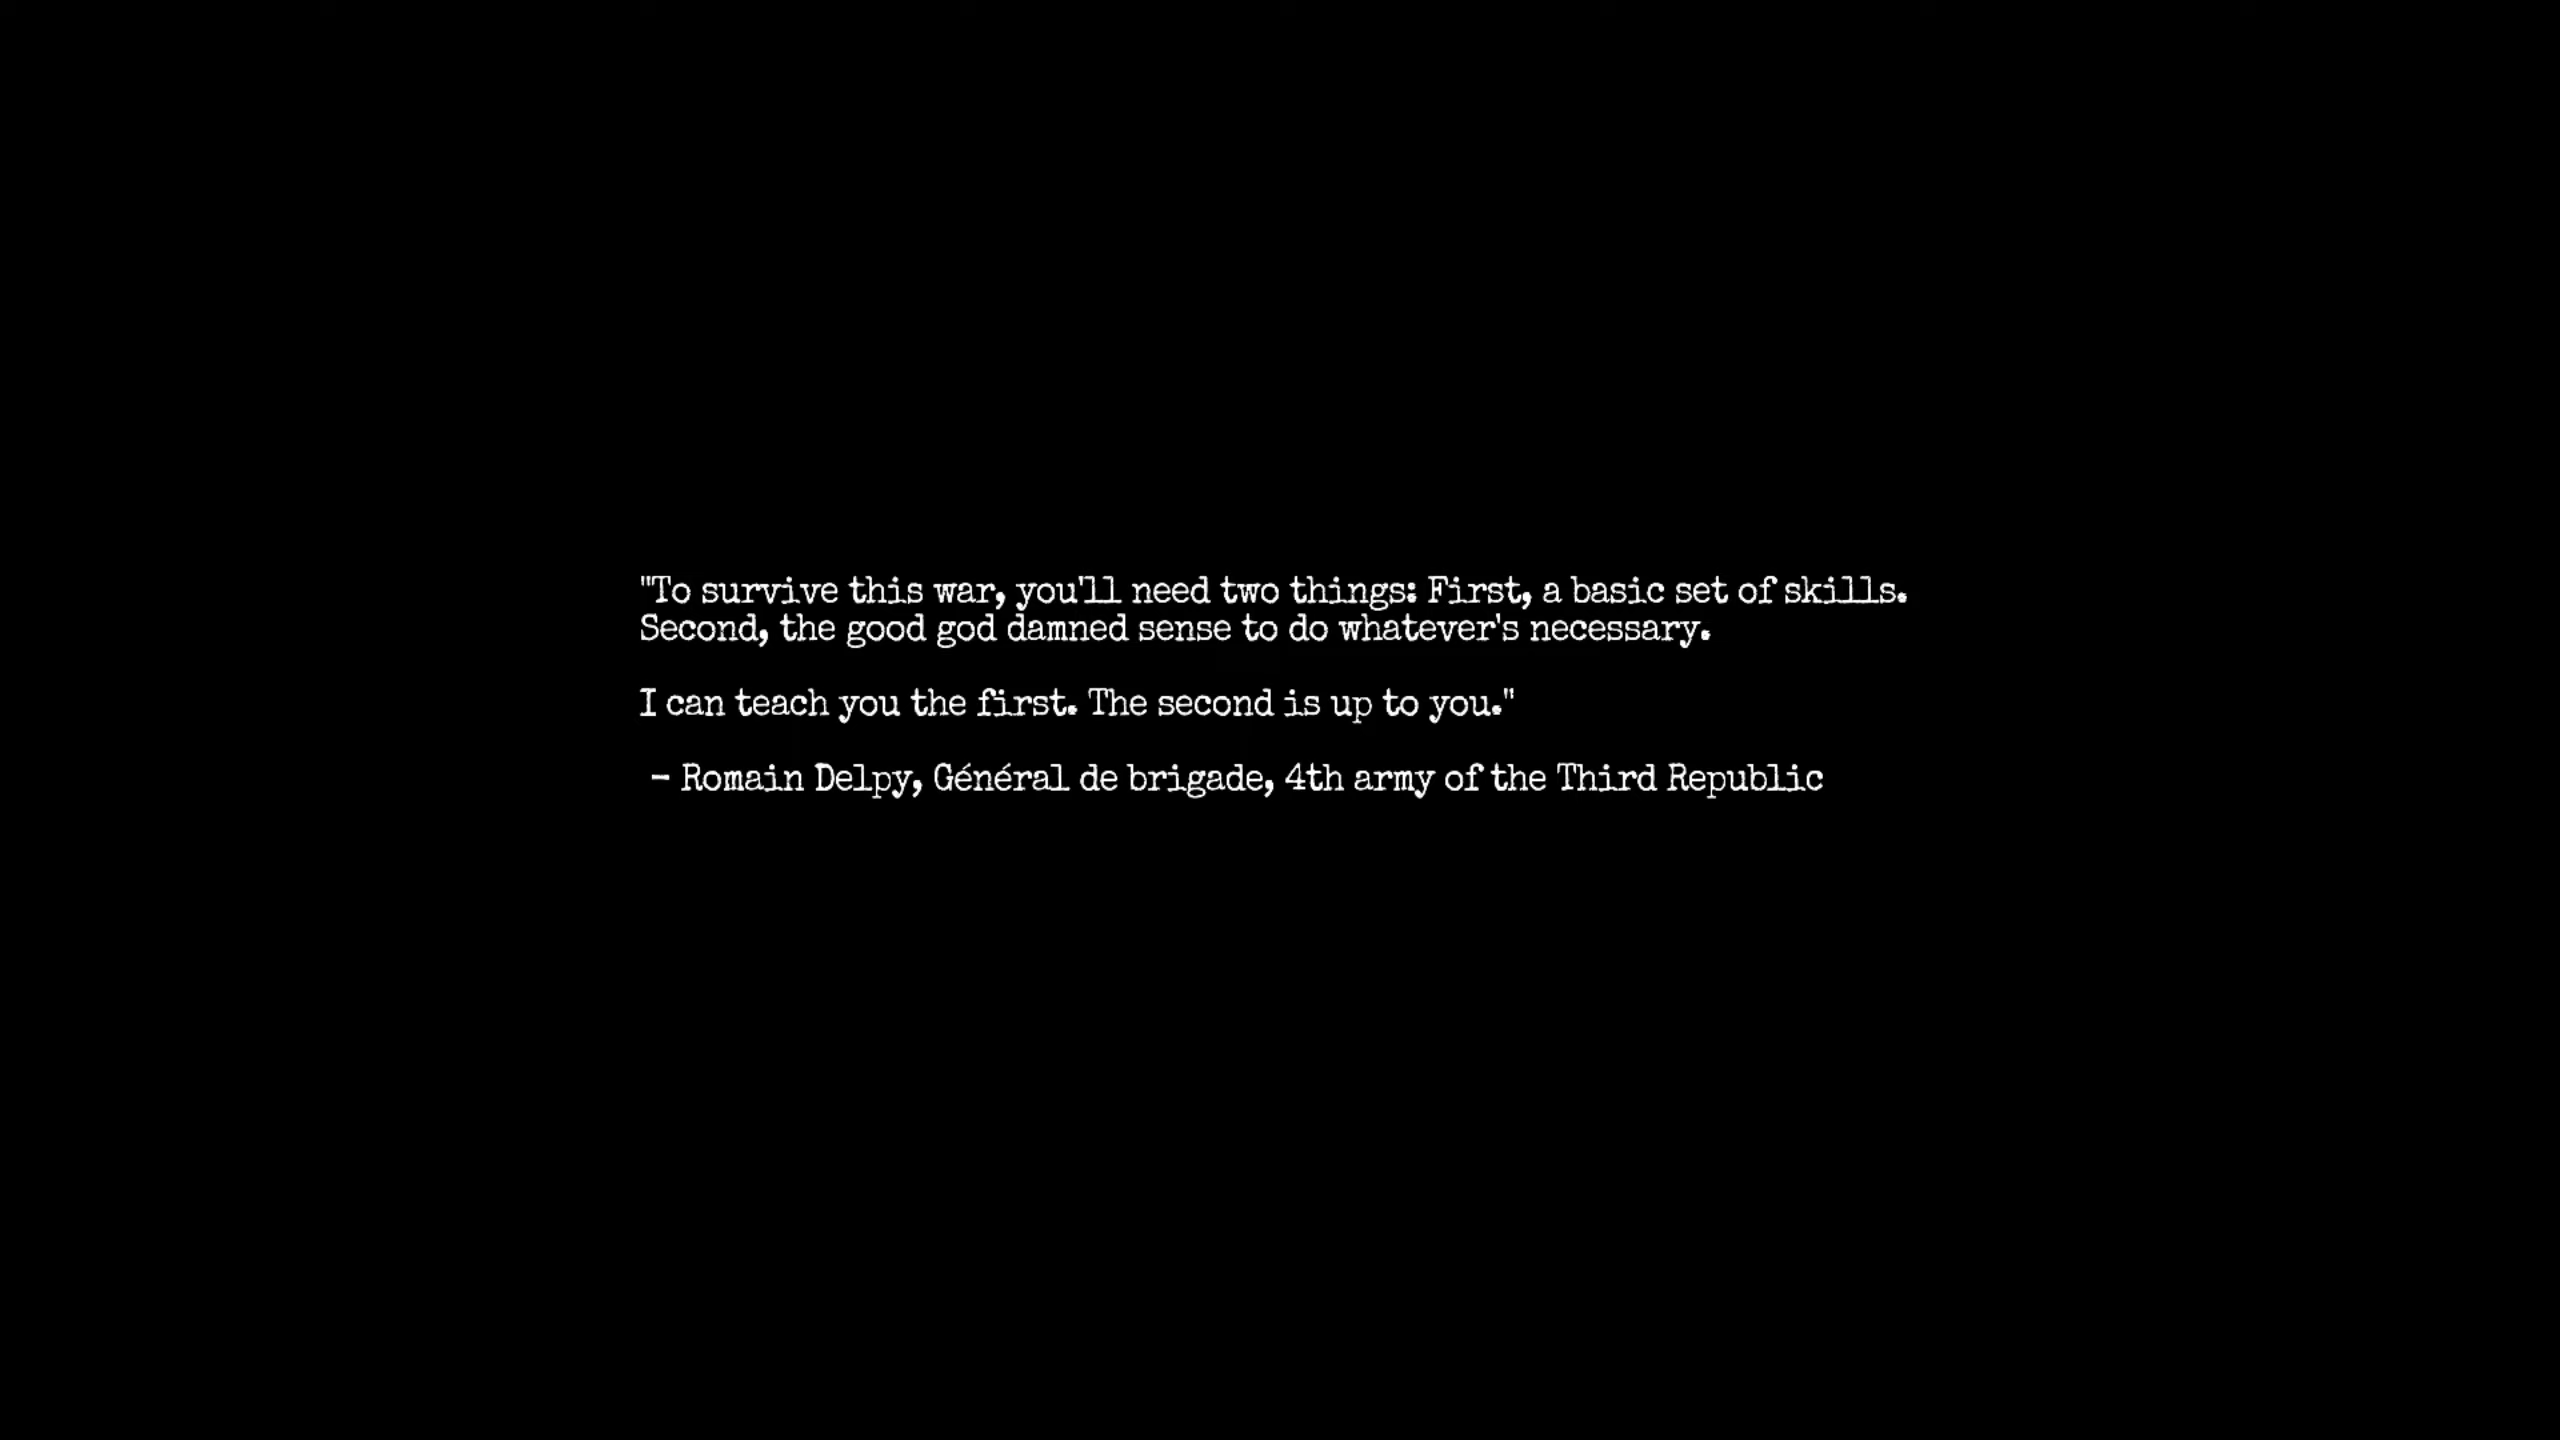 "To survive this war, you'll need two things: First, a basic set of skills.
Second, the good god damned sense to do whatever's necessary.
I can teach you the first. The second is up to you."
- Romain Delpy, Général de brigade, 4th army of the Third Republic